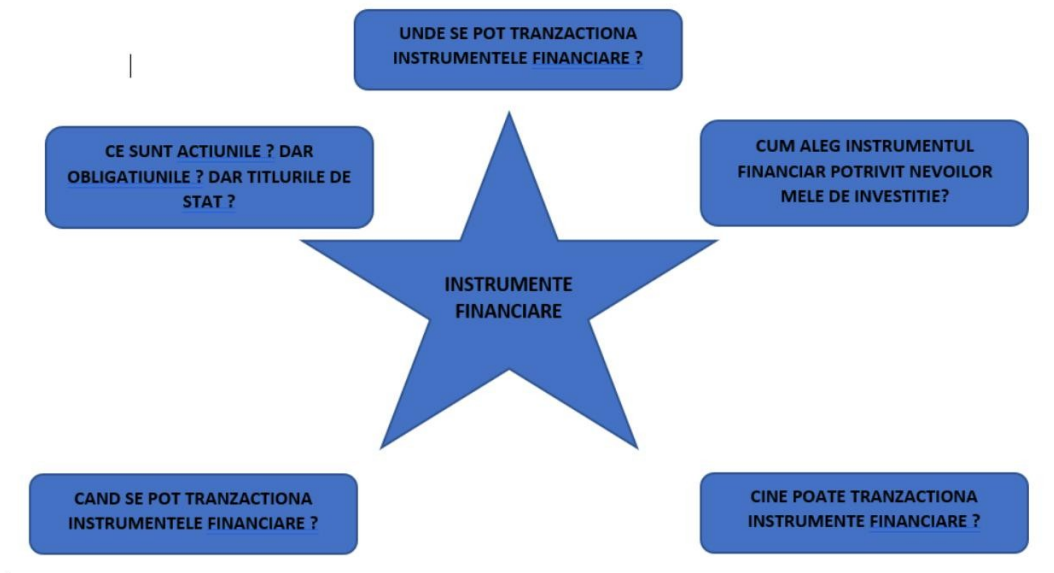 UNDE SE POT TRANZACTIONA
INSTRUMENTELE FINANCIARE ?
CE SUNT ACTIUNILE ? DAR
OBLIGATIUNILE ? DAR TITLURILE DE
STAT ?
CUM ALEG INSTRUMENTUL
FINANCIAR POTRIVIT NEVOILOR
MELE DE INVESTITIE?
INSTRUMENTE
FINANCIARE
CAND SE POT TRANZACTIONA
INSTRUMENTELE FINANCIARE ?
CINE POATE TRANZACTIONA
INSTRUMENTE FINANCIARE ?